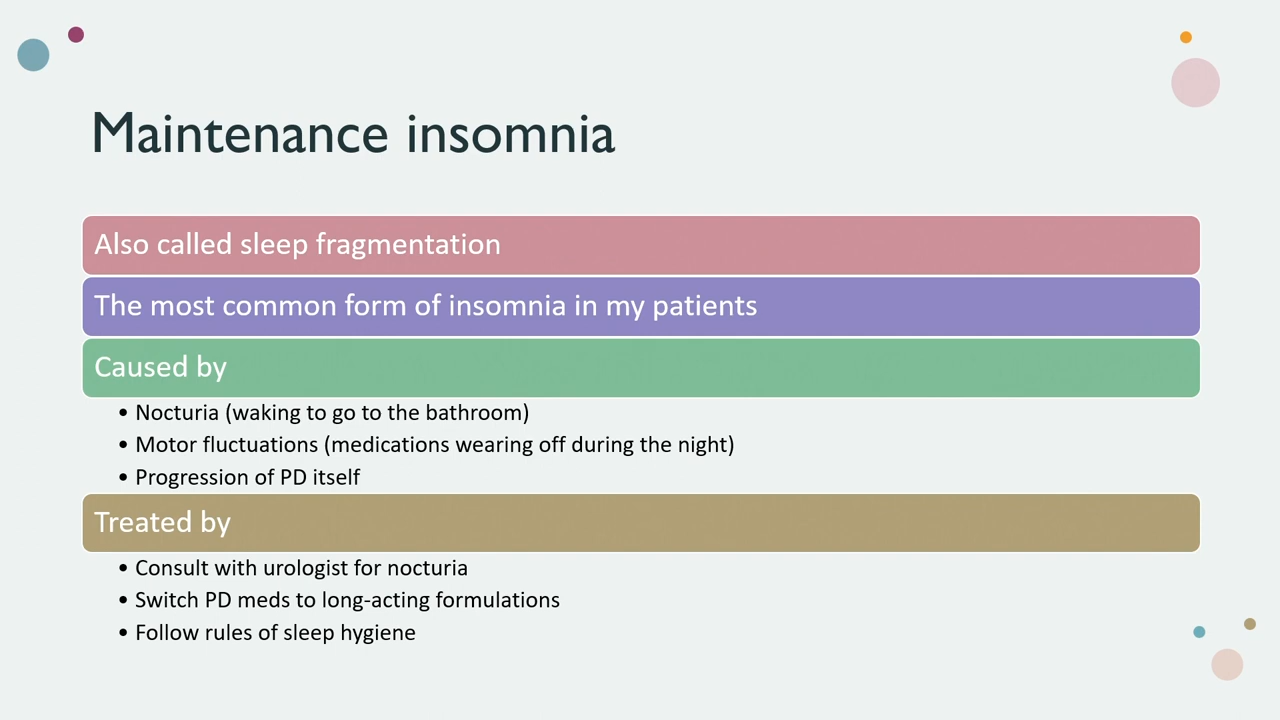 Maintenance insomnia
Also called sleep fragmentation
The most common form of insomnia in my patients
Caused by
• Nocturia (waking to go to the bathroom)
• Motor fluctuations (medications wearing off during the night)
• Progression of PD itself
Treated by
• Consult with urologist for nocturia
• Switch PD meds to long-acting formulations
• Follow rules of sleep hygiene